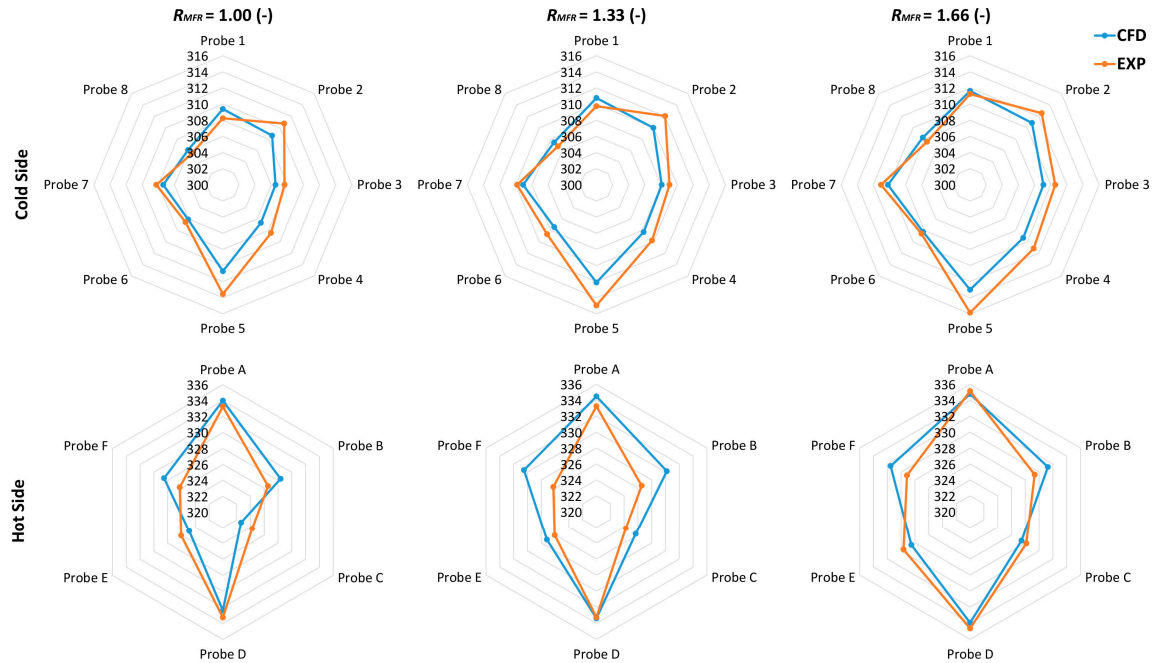 R_MFR = 1.00 (-)
R_MFR = 1.33 (-)
R_MFR = 1.66 (-)
CFD
EXP
Cold Side
Probe 1
Probe 2
Probe 3
Probe 4
Probe 5
Probe 6
Probe 7
Probe 8
316
314
312
310
308
306
304
302
300
Probe 1
Probe 2
Probe 3
Probe 4
Probe 5
Probe 6
Probe 7
Probe 8
316
314
312
310
308
306
304
302
300
Probe 1
Probe 2
Probe 3
Probe 4
Probe 5
Probe 6
Probe 7
Probe 8
316
314
312
310
308
306
304
302
300
Hot Side
Probe A
Probe B
Probe C
Probe D
Probe E
Probe F
336
334
332
330
328
326
324
322
320
Probe A
Probe B
Probe C
Probe D
Probe E
Probe F
336
334
332
330
328
326
324
322
320
Probe A
Probe B
Probe C
Probe D
Probe E
Probe F
336
334
332
330
328
326
324
322
320